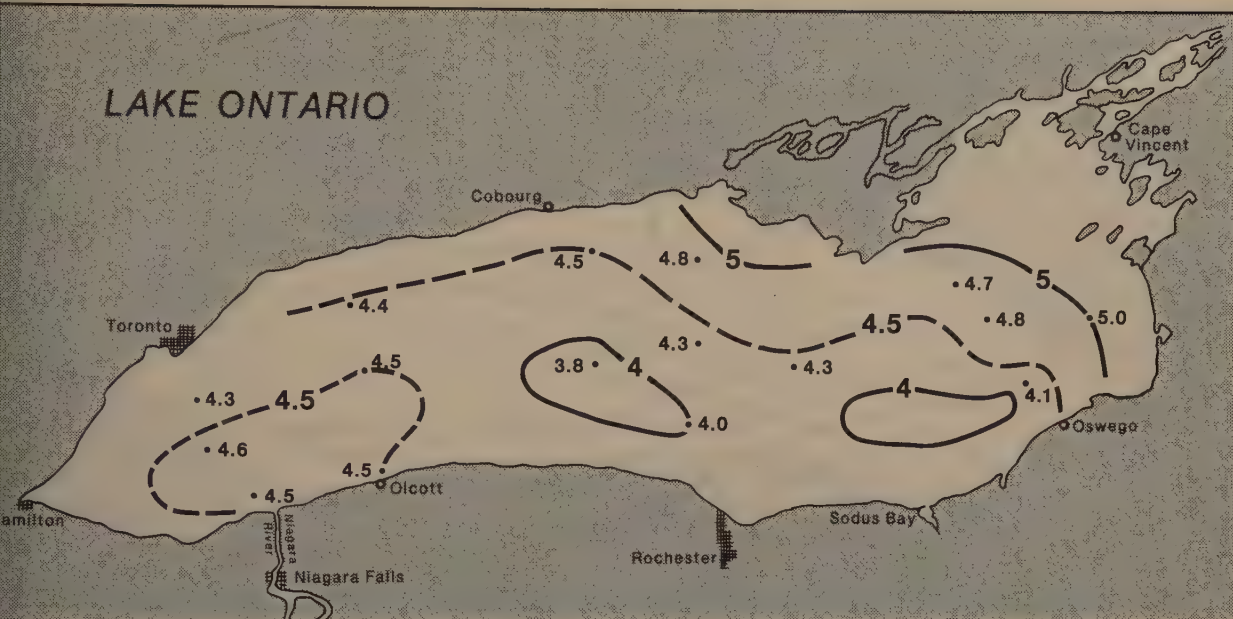 LAKE ONTARIO
Cape
Vincent
Cobourg
4.8
5
4.5
4.7
5
4.4
4.8
5.0
4.5
Toronto
4.3
4.5
3.8
4
4.3
4.3
4.5
4
4.1
4.0
Oswego
4.6
4.5
Olcott
4.5
amilton
Niagara
River
Sodus Bay
Rochester
Niagara Falls